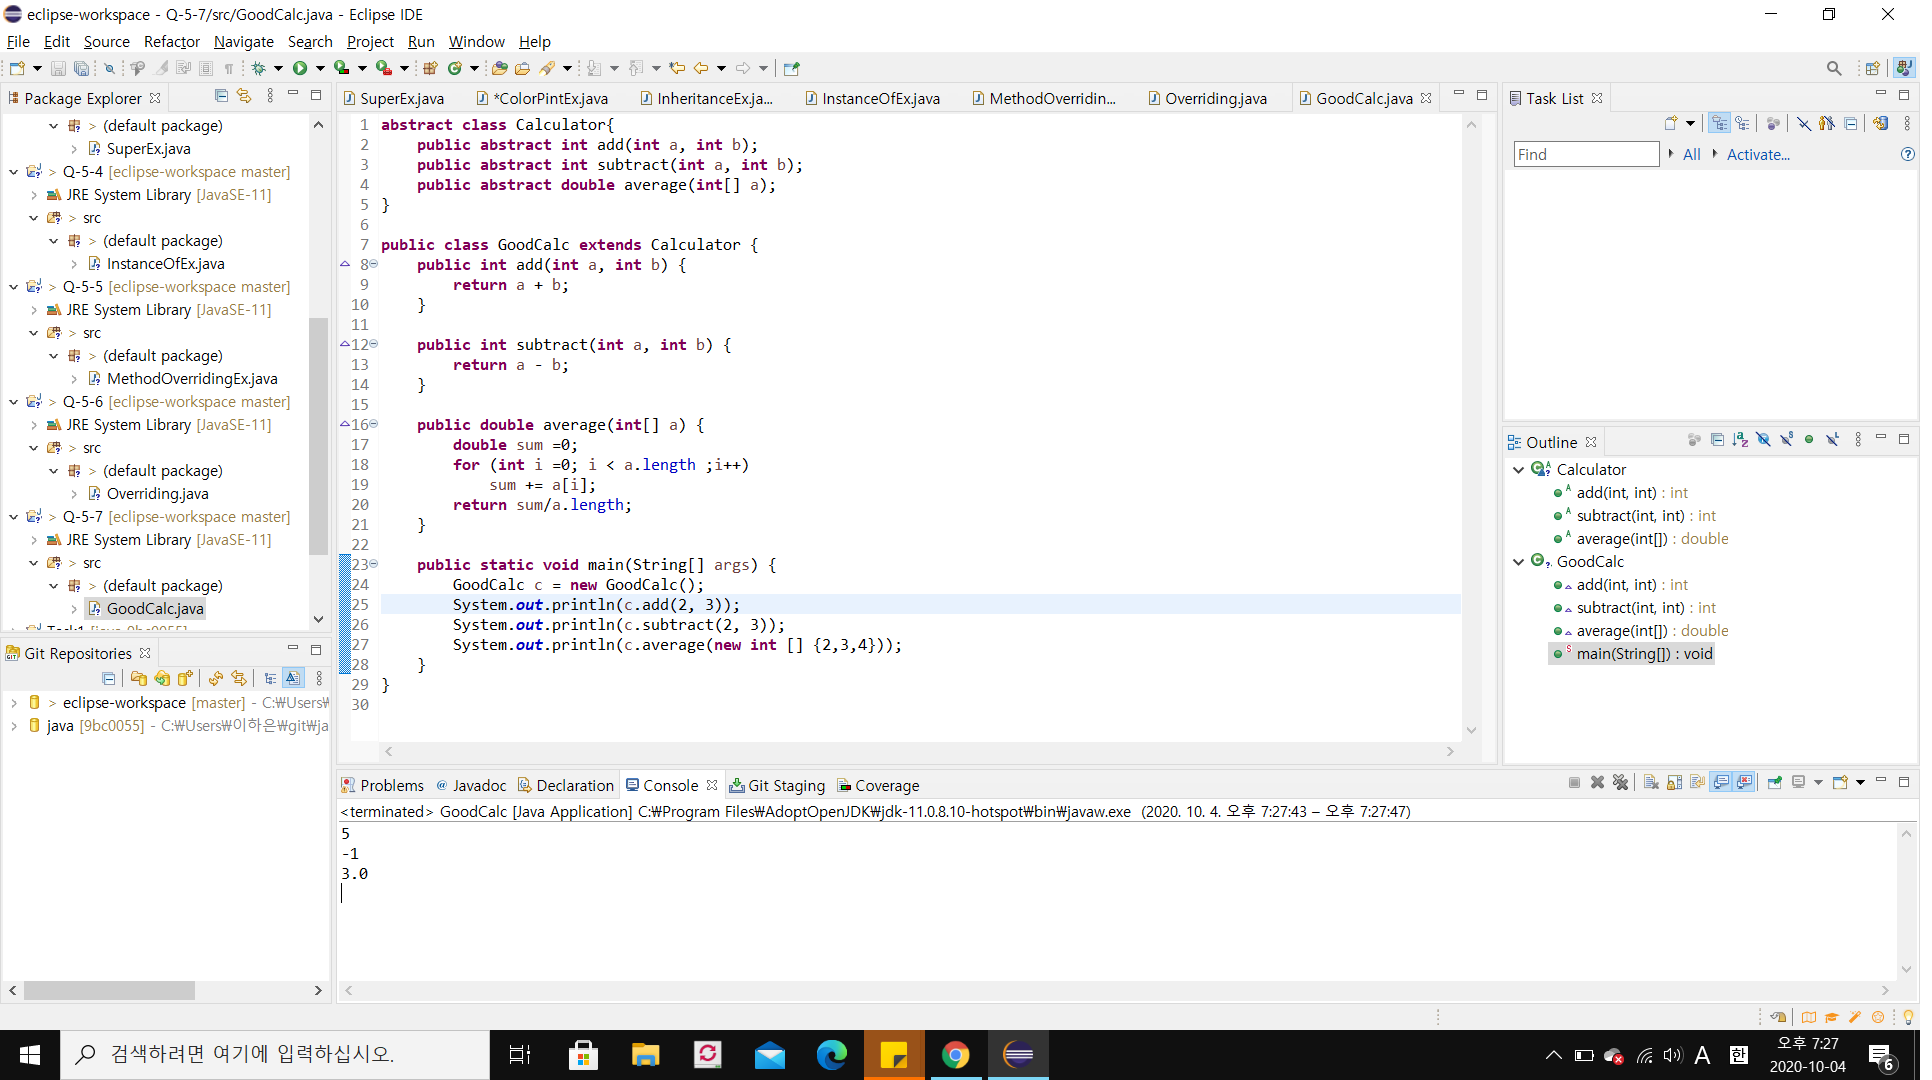 eclipse-workspace - Q-5-7/src/GoodCalc.java - Eclipse IDE
File Edit Source Refactor Navigate Search Project Run Window Help
Package Explorer
> (default package)
SuperEx.java
> Q-5-4 [eclipse-workspace master]
JRE System Library [JavaSE-11]
> src
> (default package)
InstanceOfEx.java
> Q-5-5 [eclipse-workspace master]
JRE System Library [JavaSE-11]
> src
> (default package)
MethodOverridingEx.java
> Q-5-6 [eclipse-workspace master]
JRE System Library [JavaSE-11]
> src
> (default package)
Overriding.java
> Q-5-7 [eclipse-workspace master]
JRE System Library [JavaSE-11]
> src
> (default package)
GoodCalc.java
Git Repositories
> eclipse-workspace [master] - C:₩Users₩
java [9bc0055] - C:₩Users₩이하은₩git₩ja
SuperEx.java *ColorPintEx.java InheritanceEx.ja... InstanceOfEx.java MethodOverridin... Overriding.java GoodCalc.java
1 abstract class Calculator{
2 public abstract int add(int a, int b);
3 public abstract int subtract(int a, int b);
4 public abstract double average(int[] a);
5 }
6
7 public class GoodCalc extends Calculator {
8 public int add(int a, int b) {
9 return a + b;
10 }
11
12 public int subtract(int a, int b) {
13 return a - b;
14 }
15
16 public double average(int[] a) {
17 double sum =0;
18 for (int i =0; i < a.length ;i++)
19 sum += a[i];
20 return sum/a.length;
21 }
22
23 public static void main(String[] args) {
24 GoodCalc c = new GoodCalc();
25 System.out.println(c.add(2, 3));
26 System.out.println(c.subtract(2, 3));
27 System.out.println(c.average(new int [] {2,3,4}));
28 }
29 }
30
Task List
Find All Activate...
Outline
Calculator
add(int, int) : int
subtract(int, int) : int
average(int[]) : double
GoodCalc
add(int, int) : int
subtract(int, int) : int
average(int[]) : double
main(String[]) : void
Problems Javadoc Declaration Console Git Staging Coverage
<terminated> GoodCalc [Java Application] C:₩Program Files₩AdoptOpenJDK₩jdk-11.0.8.10-hotspot₩bin₩javaw.exe (2020. 10. 4. 오후 7:27:43 – 오후 7:27:47)
5
-1
3.0
검색하려면 여기에 입력하십시오.
A 한
오후 7:27
2020-10-04
6